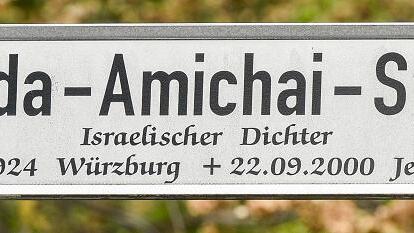 da-Amichai-S
Israelischer Dichter
924 Würzburg + 22.09.2000 Je